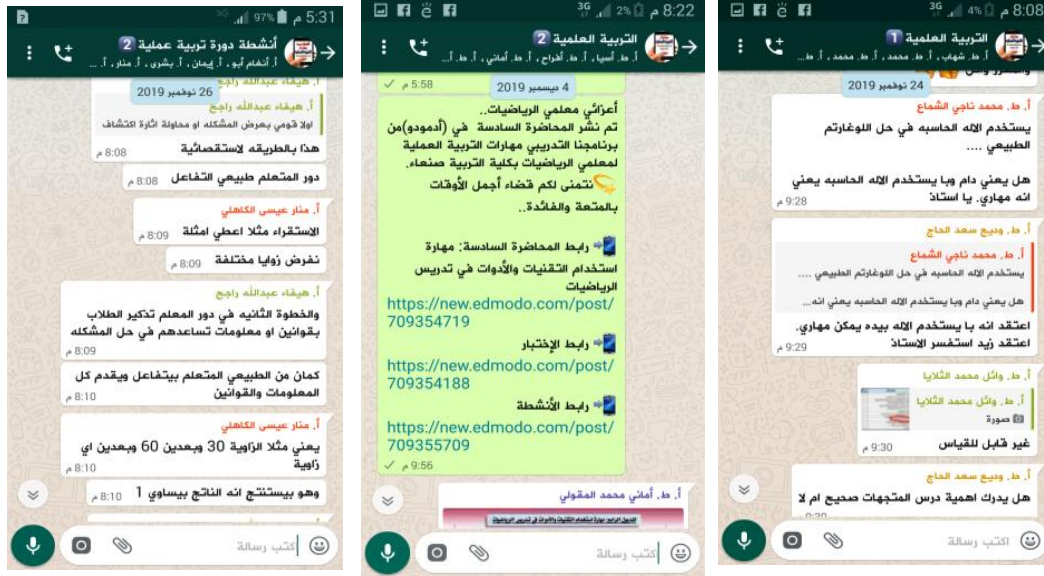 5:31 م 97%
أنشطة دورة تربية عملية 2
أ. أنغام أبو , أ. إيمان , أ. بشرى , أ. منار , أ. ...
26 نوفمبر 2019
أ. هيفاء عبدالله راجح
اولا قومي بعرض المشكله او محاولة اثارة اكتشاف
هذا بالطريقه لاستقصائية
8:08 م
دور المتعلم طبيعي التفاعل
8:08 م
أ. منار عيسى الكاهلي
الاستقراء مثلا اعطي امثلة
8:09 م
نفرض زوايا مختلفة
8:09 م
أ. هيفاء عبدالله راجح
والخطوة الثانيه في دور المعلم تذكير الطلاب
بقوانين او معلومات تساعدهم في حل المشكله
8:09 م
كمان من الطبيعي المتعلم بيتفاعل ويقدم كل
المعلومات والقوانين
8:10 م
أ. منار عيسى الكاهلي
يعني مثلا الزاوية 30 وبعدين 60 وبعدين اي
زاوية
8:10 م
وهو بيستنتج انه الناتج بيساوي 1
8:10 م
اكتب رسالة
8:22 م 2% 3G
التربية العلمية 2
أ. ط. آسيا , أ. ط. أفراح , أ. ط. أماني , أ. ط. أ...
5:58 م
4 ديسمبر 2019
أعزائي معلمي الرياضيات..
تم نشر المحاضرة السادسة في (أدمودو)من
برنامجنا التدريبي مهارات التربية العملية
لمعلمي الرياضيات بكلية التربية صنعاء.
نتمنى لكم قضاء أجمل الأوقات
بالمتعة والفائدة..
رابط المحاضرة السادسة: مهارة
استخدام التقنيات والأدوات في تدريس
الرياضيات
https://new.edmodo.com/post/
709354719
رابط الإختبار
https://new.edmodo.com/post/
709354188
رابط الأنشطة
https://new.edmodo.com/post/
709355709
9:56 م
أ. ط. أماني محمد المقولي
اكتب رسالة
8:08 م 4% 3G
التربية العلمية 1
أ. ط. شهاب , أ. ط. محمد , أ. ط. محمد , أ. ط...
24 نوفمبر 2019
أ. ط. محمد ناجي الشماع
يستخدم الاله الحاسبه في حل اللوغارتم
الطبيعي ....
هل يعني دام وبا يستخدم الاله الحاسبه يعني
انه مهاري. يا استاذ
9:28 م
أ. ط. وديع سعد الحاج
أ. ط. محمد ناجي الشماع
يستخدم الاله الحاسبه في حل اللوغارتم الطبيعي ....
هل يعني دام وبا يستخدم الاله الحاسبه يعني انه...
اعتقد انه با يستخدم الاله بيده يمكن مهاري.
اعتقد زيد استفسر الاستاذ
9:29 م
أ. ط. وائل محمد الثلايا
أ. ط. وائل محمد الثلايا
صورة
غير قابل للقياس
9:30 م
أ. ط. وديع سعد الحاج
هل يدرك اهمية درس المتجهات صحيح ام لا
9:30 م
اكتب رسالة